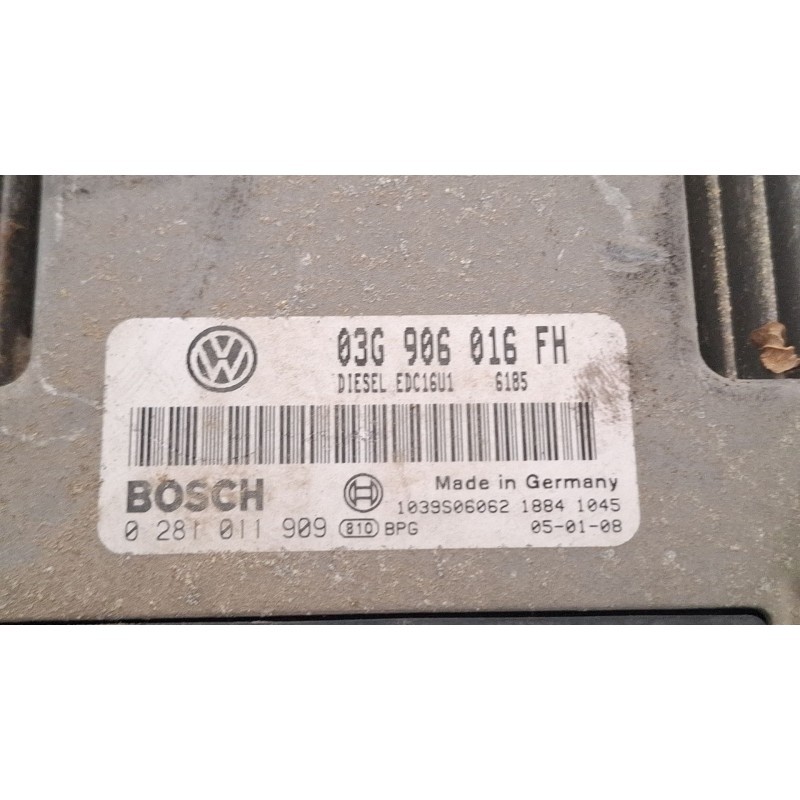 03G 906 016 FH
DIESEL EDC16U1 6185
BOSCH
Made in Germany
1039S06062 1884 1045
0 281 011 909 810 BPG
05-01-08